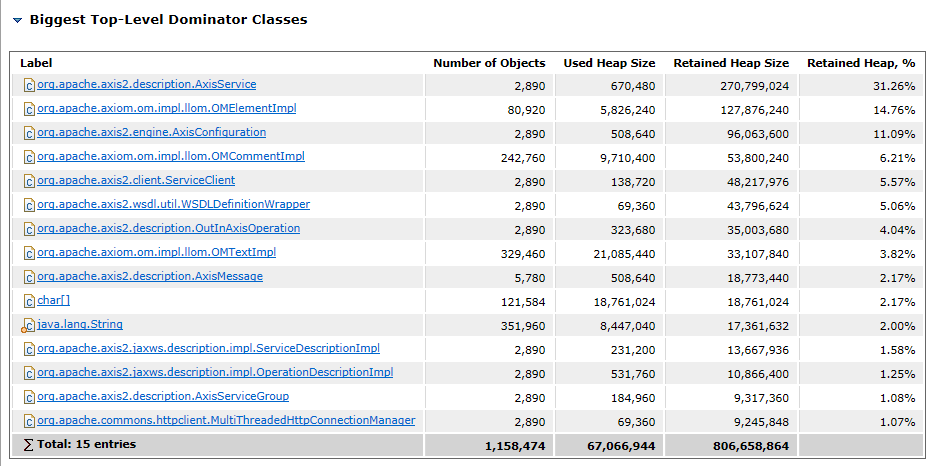 Biggest Top-Level Dominator Classes
Label Number of Objects Used Heap Size Retained Heap Size Retained Heap, %
org.apache.axis2.description.AxisService 2,890 670,480 270,799,024 31.26%
org.apache.axiom.om.impl.llom.OMElementImpl 80,920 5,826,240 127,876,240 14.76%
org.apache.axis2.engine.AxisConfiguration 2,890 508,640 96,063,600 11.09%
org.apache.axiom.om.impl.llom.OMCommentImpl 242,760 9,710,400 53,800,240 6.21%
org.apache.axis2.client.ServiceClient 2,890 138,720 48,217,976 5.57%
org.apache.axis2.wsdl.util.WSDLDefinitionWrapper 2,890 69,360 43,796,624 5.06%
org.apache.axis2.description.OutInAxisOperation 2,890 323,680 35,003,680 4.04%
org.apache.axiom.om.impl.llom.OMTextImpl 329,460 21,085,440 33,107,840 3.82%
org.apache.axis2.description.AxisMessage 5,780 508,640 18,773,440 2.17%
char[] 121,584 18,761,024 18,761,024 2.17%
java.lang.String 351,960 8,447,040 17,361,632 2.00%
org.apache.axis2.jaxws.description.impl.ServiceDescriptionImpl 2,890 231,200 13,667,936 1.58%
org.apache.axis2.jaxws.description.impl.OperationDescriptionImpl 2,890 531,760 10,866,400 1.25%
org.apache.axis2.description.AxisServiceGroup 2,890 184,960 9,317,360 1.08%
org.apache.commons.httpclient.MultiThreadedHttpConnectionManager 2,890 69,360 9,245,848 1.07%
Σ Total: 15 entries 1,158,474 67,066,944 806,658,864